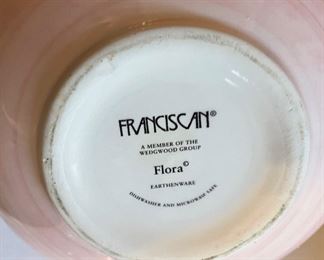 FRANCISCAN®
A MEMBER OF THE
WEDGWOOD GROUP
Flora©
EARTHENWARE
DISHWASHER AND MICROWAVE SAFE